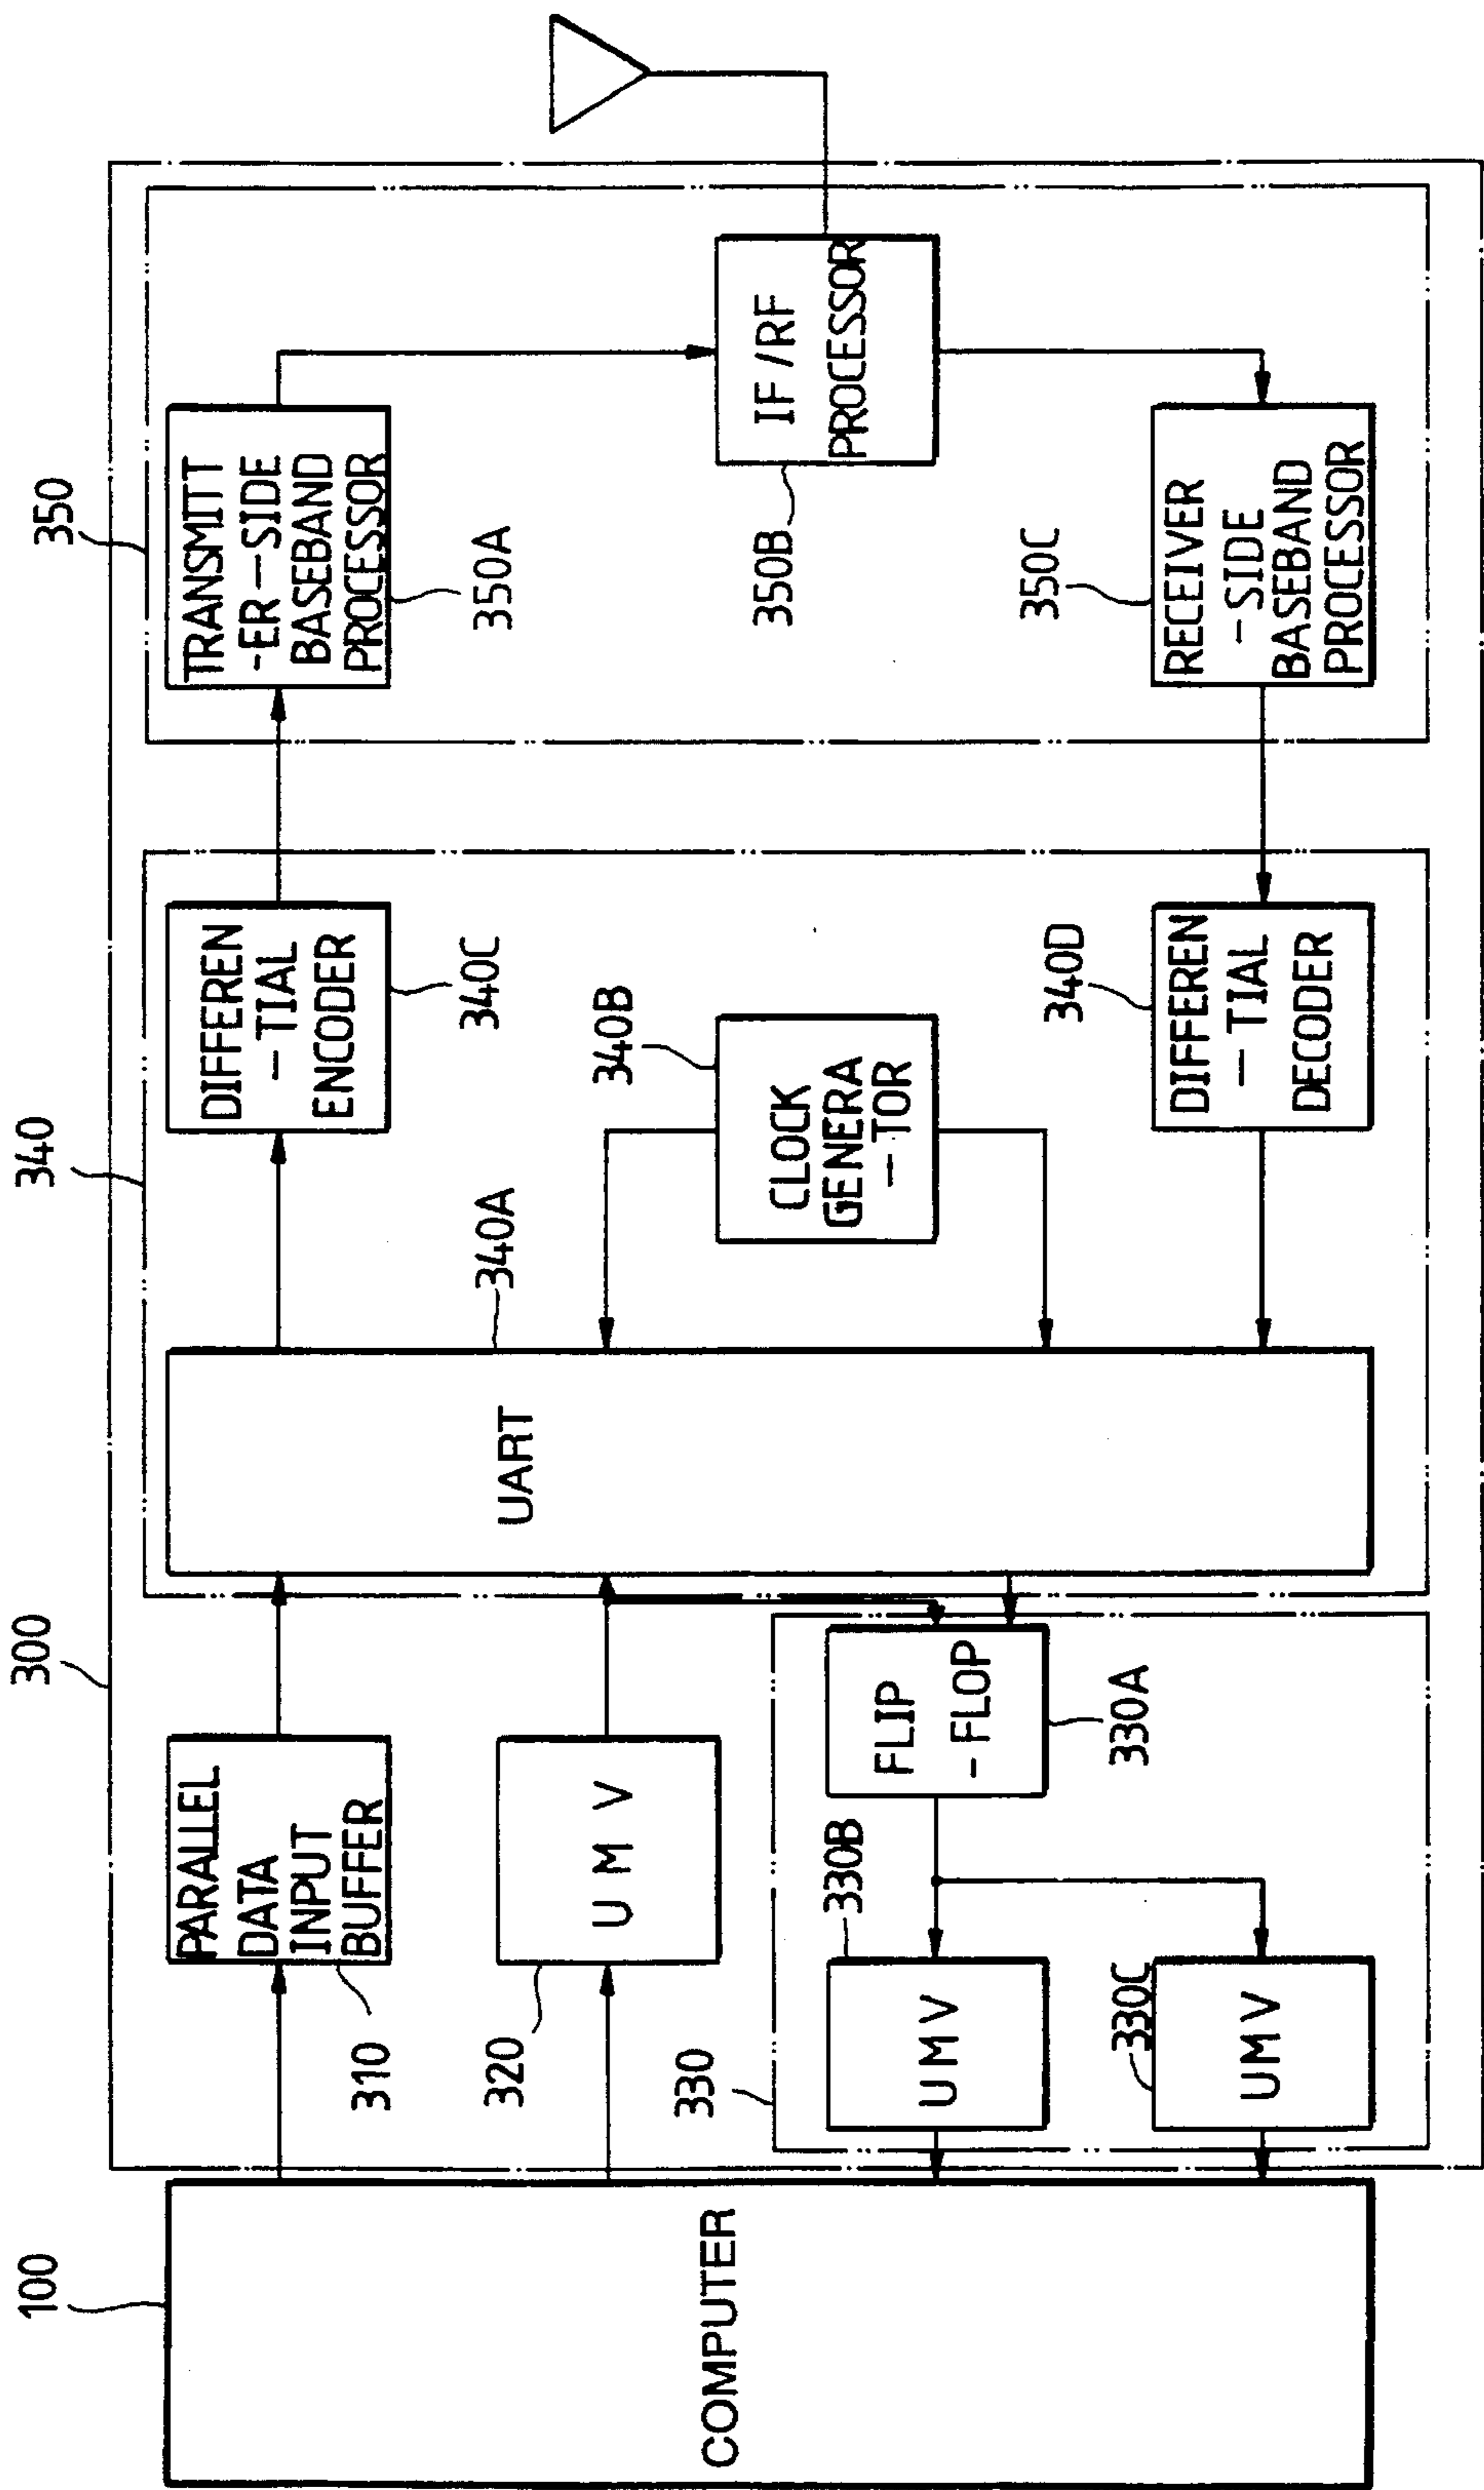 100
COMPUTER
300
PARALLEL
DATA
INPUT
BUFFER
310
U M V
320
330
U M V
330B
UMV
330C
FLIP
- FLOP
330A
340
UART
340A
CLOCK
GENERA
- TOR
340B
DIFFEREN
- TIAL
ENCODER
340C
DIFFEREN
- TIAL
DECODER
340D
350
TRANSMITT
-ER-SIDE
BASEBAND
PROCESSOR
350A
IF/RF
PROCESSOR
350B
RECEIVER
- SIDE
BASEBAND
PROCESSOR
350C